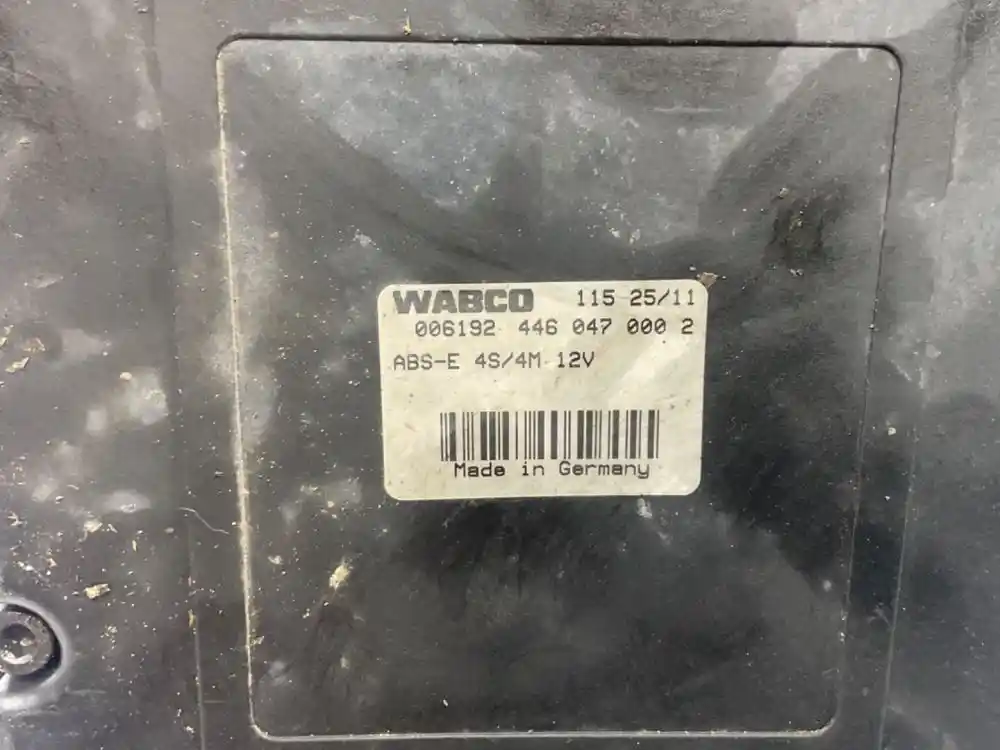 WABCO 115 25/11
006192 446 047 000 2
ABS-E 4S/4M 12V
Made in Germany